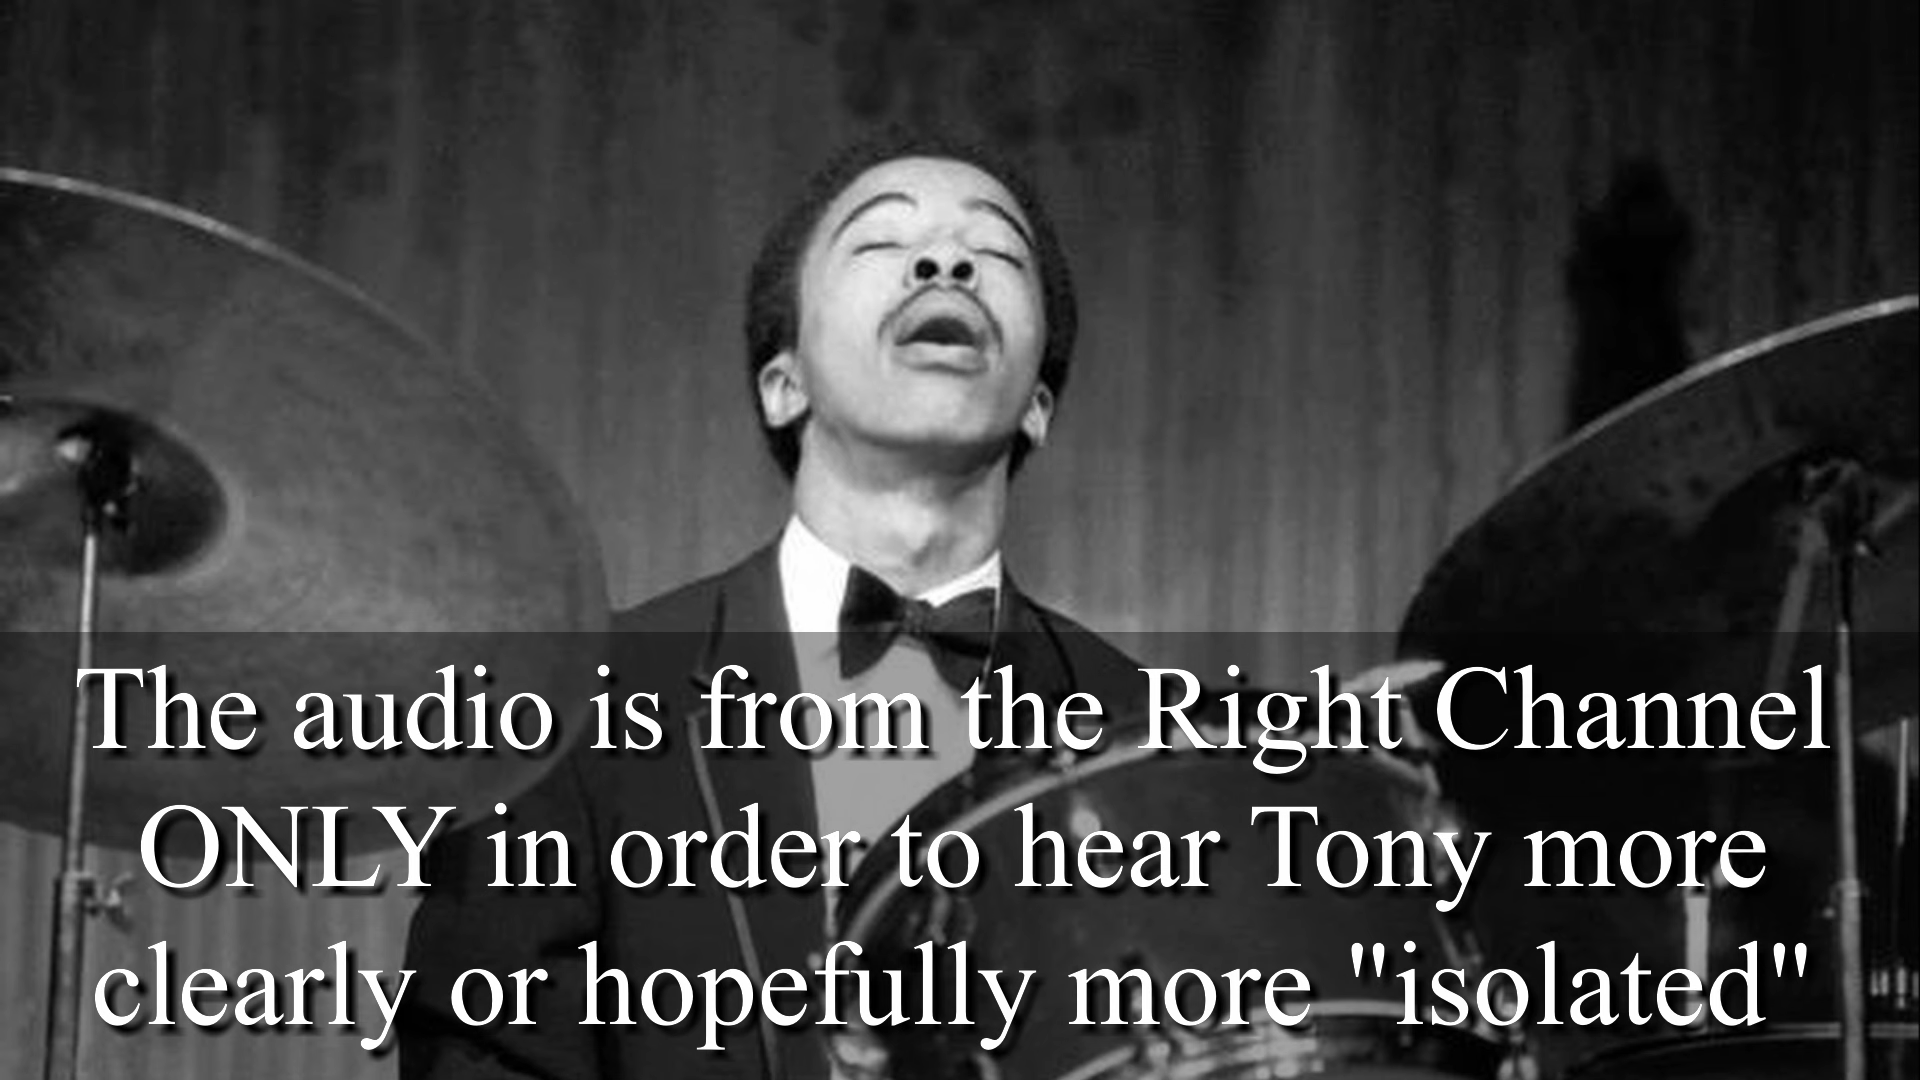 The audio is from the Right Channel
ONLY in order to hear Tony more
clearly or hopefully more "isolated"